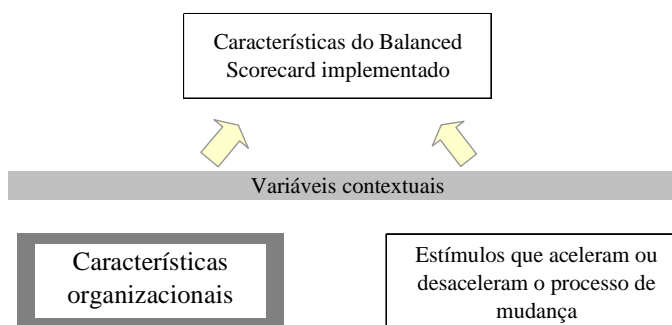 Características do Balanced
Scorecard implementado
Variáveis contextuais
Características
organizacionais
Estímulos que aceleram ou
desaceleram o processo de
mudança